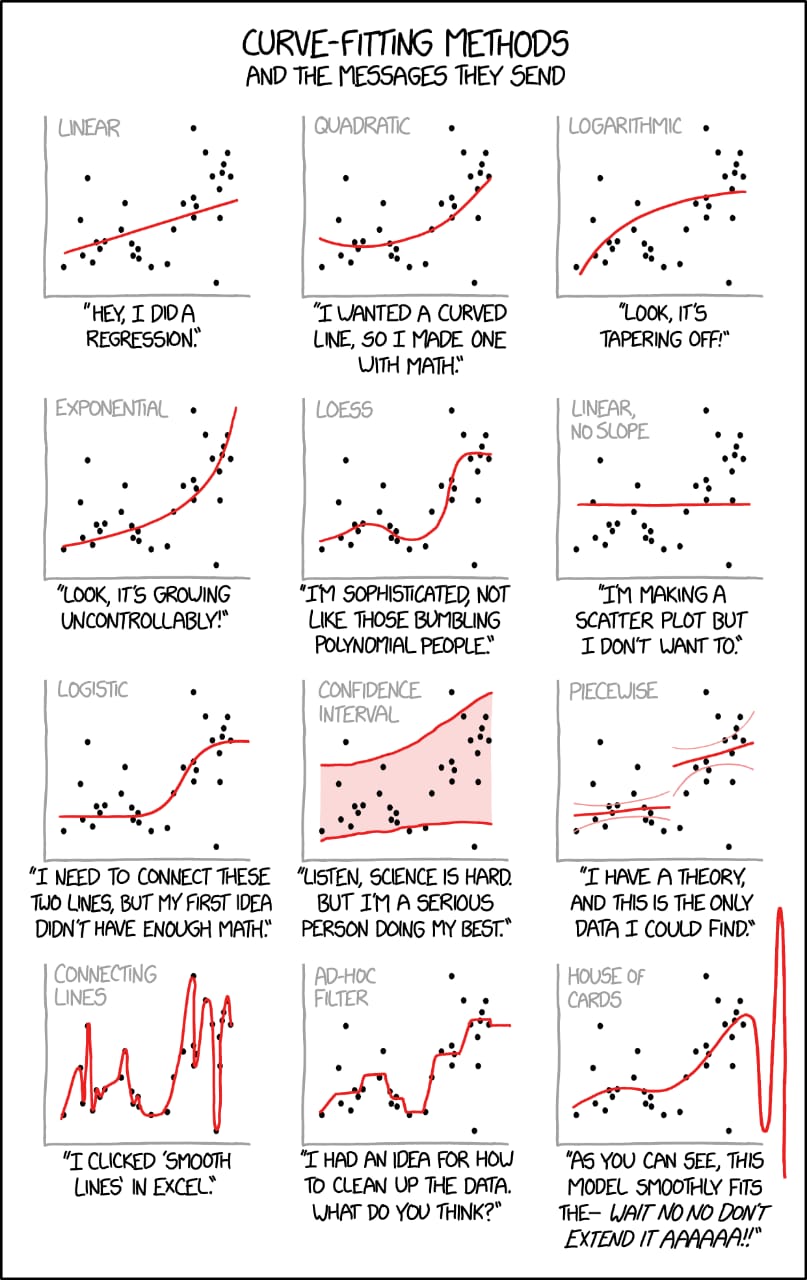 CURVE-FITTING METHODS
AND THE MESSAGES THEY SEND
LINEAR
"HEY, I DID A
REGRESSION."
QUADRATIC
"I WANTED A CURVED
LINE, SO I MADE ONE
WITH MATH."
LOGARITHMIC
"LOOK, IT'S
TAPERING OFF!"
EXPONENTIAL
"LOOK, IT'S GROWING
UNCONTROLLABLY!"
LOESS
"I'M SOPHISTICATED, NOT
LIKE THOSE BUMBLING
POLYNOMIAL PEOPLE."
LINEAR,
NO SLOPE
"I'M MAKING A
SCATTER PLOT BUT
I DON'T WANT TO."
LOGISTIC
"I NEED TO CONNECT THESE
TWO LINES, BUT MY FIRST IDEA
DIDN'T HAVE ENOUGH MATH."
CONFIDENCE
INTERVAL
"LISTEN, SCIENCE IS HARD.
BUT I'M A SERIOUS
PERSON DOING MY BEST."
PIECEWISE
"I HAVE A THEORY,
AND THIS IS THE ONLY
DATA I COULD FIND."
CONNECTING
LINES
"I CLICKED 'SMOOTH
LINES' IN EXCEL."
AD-HOC
FILTER
"I HAD AN IDEA FOR HOW
TO CLEAN UP THE DATA.
WHAT DO YOU THINK?"
HOUSE OF
CARDS
"AS YOU CAN SEE, THIS
MODEL SMOOTHLY FITS
THE- WAIT NO NO DON'T
EXTEND IT AAAAAA!!"